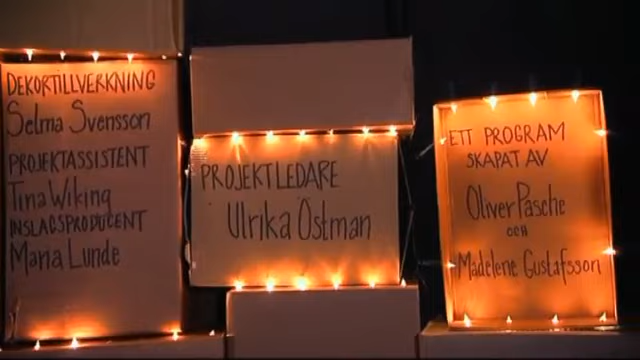 DEKORTILLVERKNING
Selma Svensson
PROJEKTASSISTENT
Tina Wiking
INSLAGSPRODUCENT
Maria Lunde
PROJEKTLEDARE
Ulrika Östman
ETT PROGRAM
SKAPAT AV
Oliver Pasche
OCH
Madelene Gustafsson